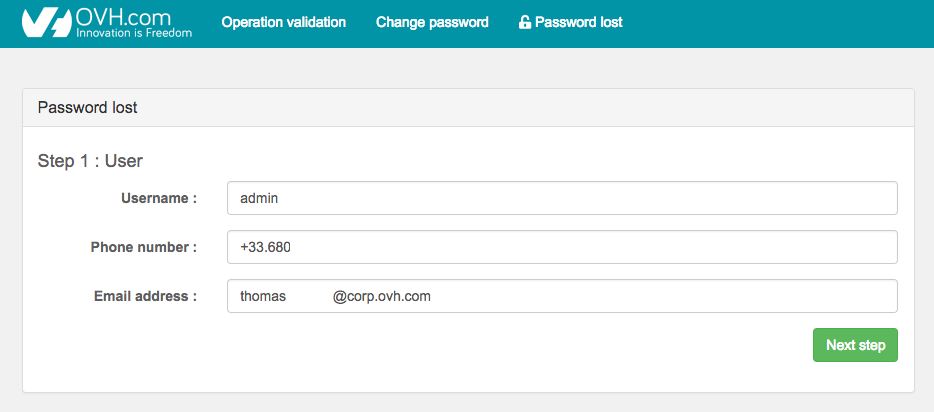 OVH.com
Innovation is Freedom
Operation validation Change password Password lost
Password lost
Step 1 : User
Username : admin
Phone number : +33.680
Email address : thomas @corp.ovh.com
Next step